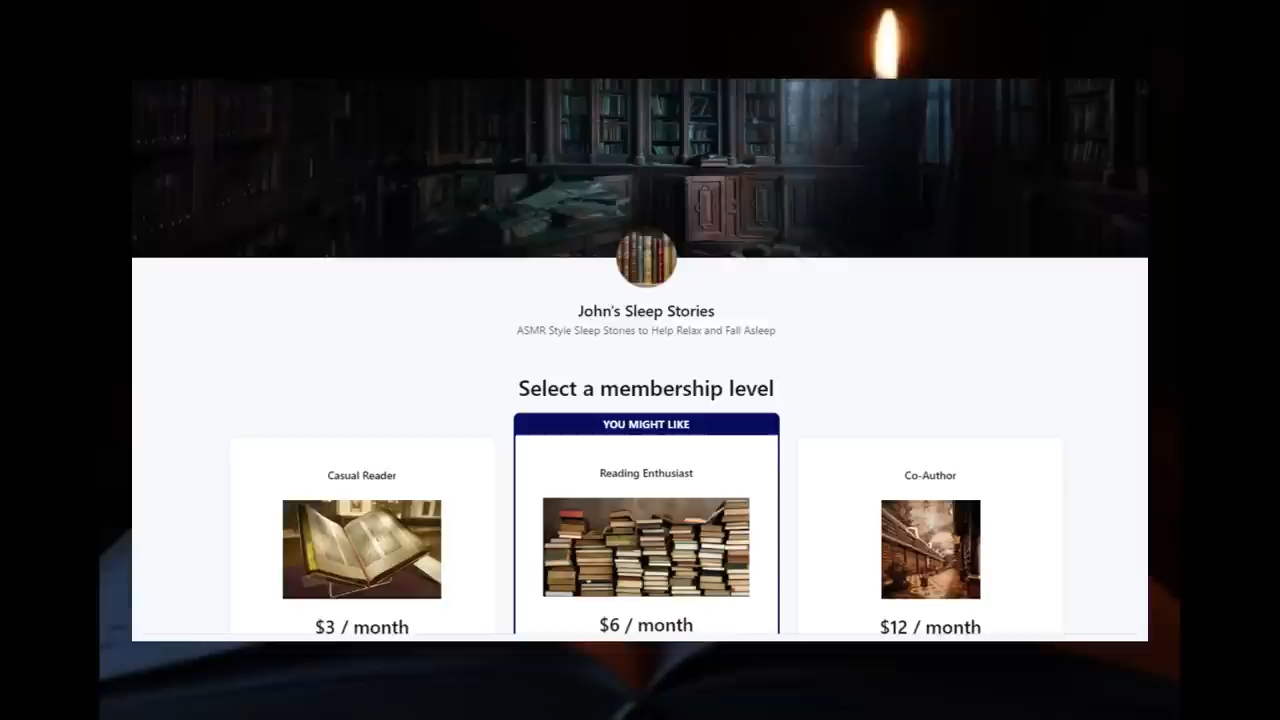 John's Sleep Stories
ASMR Style Sleep Stories to Help Relax and Fall Asleep
Select a membership level
YOU MIGHT LIKE
Casual Reader
Reading Enthusiast
Co-Author
$3 / month
$6 / month
$12 / month